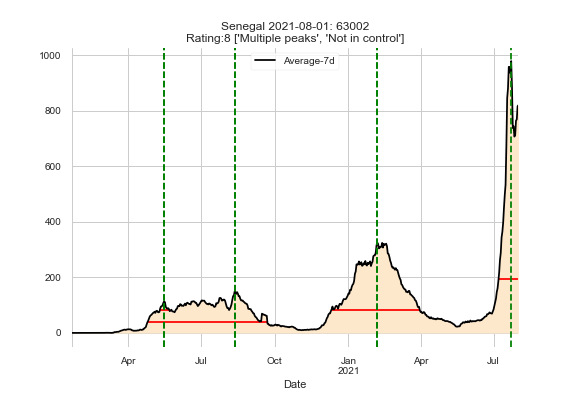 Senegal 2021-08-01: 63002
Rating:8 ['Multiple peaks', 'Not in control']
Average-7d
1000
800
600
400
200
0
Apr Jul Oct Jan Apr Jul
2021
Date